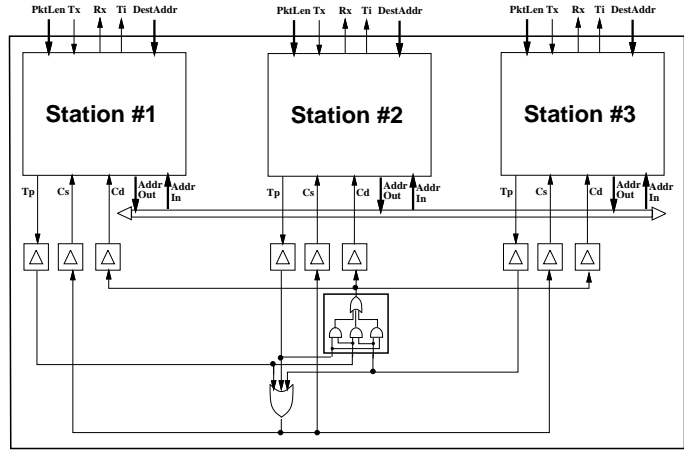 PktLen Tx Rx Ti DestAddr
PktLen Tx Rx Ti DestAddr
PktLen Tx Rx Ti DestAddr
Station #1
Station #2
Station #3
Tp Cs Cd Addr Out Addr In
Tp Cs Cd Addr Out Addr In
Tp Cs Cd Addr Out Addr In